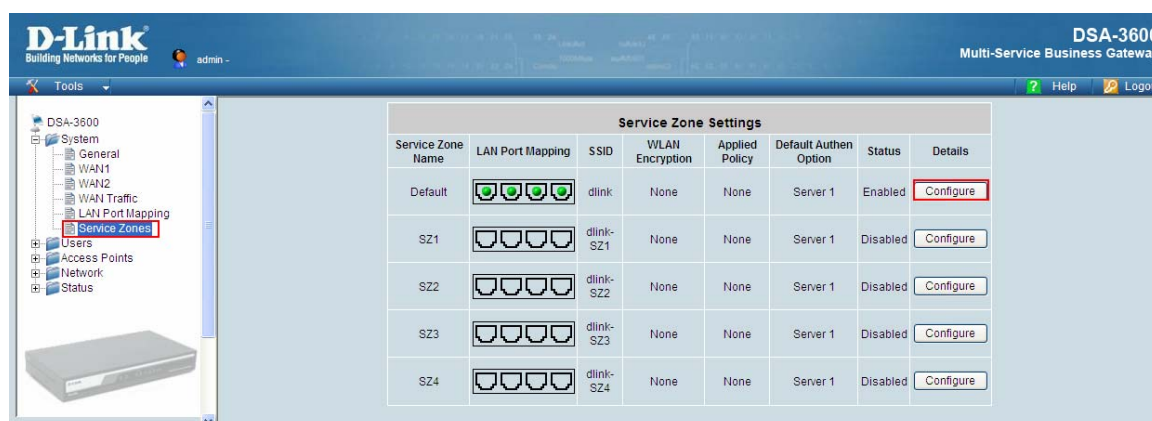 D-Link
Building Networks for People
admin -
DSA-360
Multi-Service Business Gatewa
Tools
? Help
Logo
DSA-3600
System
General
WAN1
WAN2
WAN Traffic
LAN Port Mapping
Service Zones
Users
Access Points
Network
Status
Service Zone Settings
Service Zone Name LAN Port Mapping SSID WLAN Encryption Applied Policy Default Authen Option Status Details
Default dlink None None Server 1 Enabled Configure
SZ1 dlink-SZ1 None None Server 1 Disabled Configure
SZ2 dlink-SZ2 None None Server 1 Disabled Configure
SZ3 dlink-SZ3 None None Server 1 Disabled Configure
SZ4 dlink-SZ4 None None Server 1 Disabled Configure